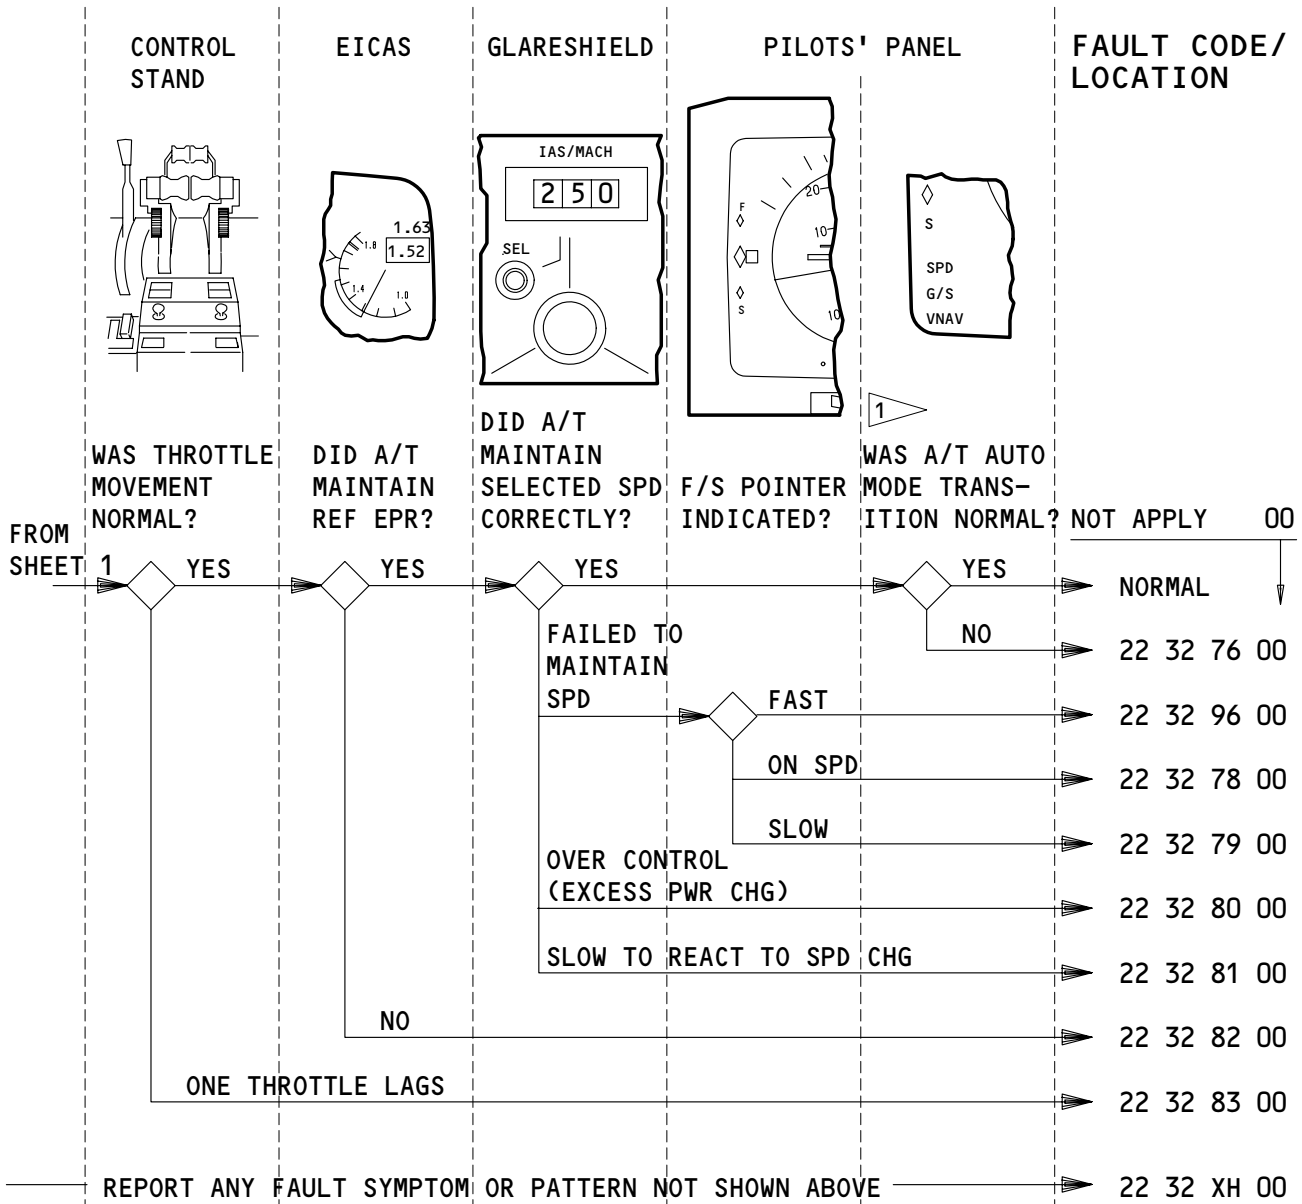 CONTROL
STAND
EICAS
GLARESHIELD
PILOTS' PANEL
FAULT CODE/
LOCATION
IAS/MACH
2 5 0
SEL
1.63
1.52
1.8
1.4
1.0
F
S
20
10
10
S
SPD
G/S
VNAV
1
WAS THROTTLE
MOVEMENT
NORMAL?
DID A/T
MAINTAIN
REF EPR?
DID A/T
MAINTAIN
SELECTED SPD
CORRECTLY?
F/S POINTER
INDICATED?
WAS A/T AUTO
MODE TRANS-
ITION NORMAL?
NOT APPLY 00
FROM
SHEET 1
YES
YES
YES
YES
NORMAL
NO
22 32 76 00
FAILED TO
MAINTAIN
SPD
FAST
22 32 96 00
ON SPD
22 32 78 00
SLOW
22 32 79 00
OVER CONTROL
(EXCESS PWR CHG)
22 32 80 00
SLOW TO REACT TO SPD CHG
22 32 81 00
NO
22 32 82 00
ONE THROTTLE LAGS
22 32 83 00
REPORT ANY FAULT SYMPTOM OR PATTERN NOT SHOWN ABOVE
22 32 XH 00